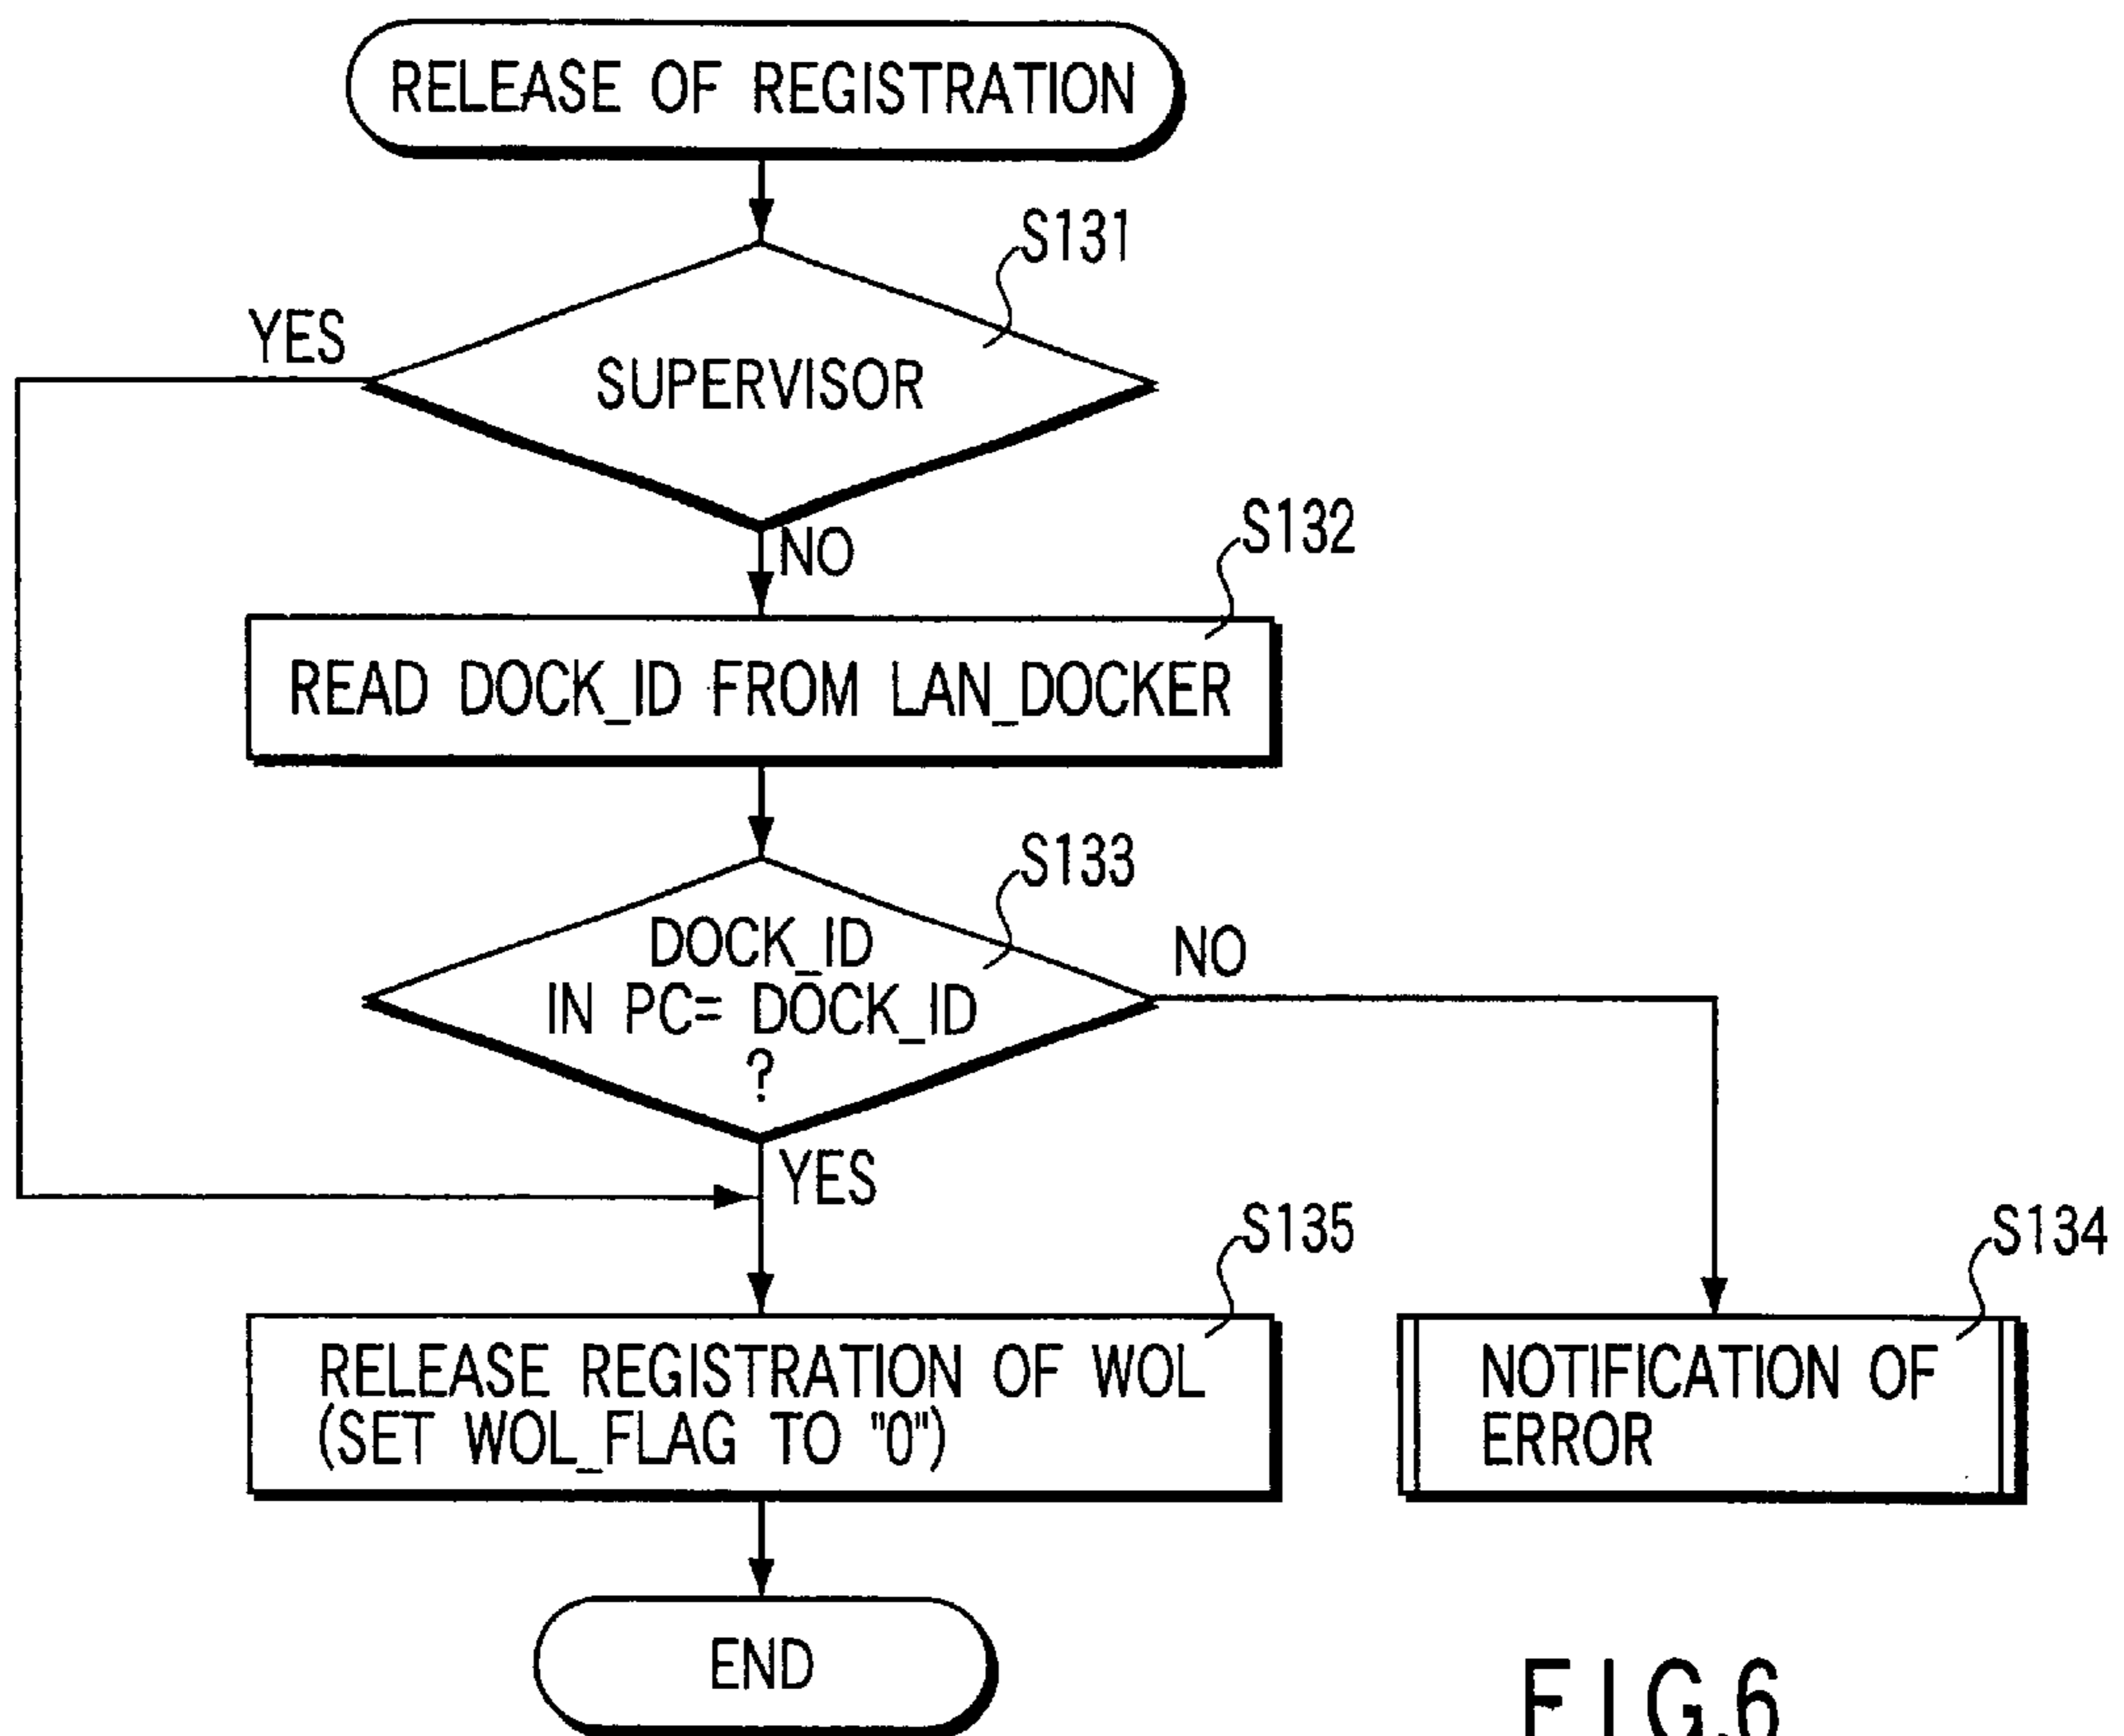 RELEASE OF REGISTRATION
S131
YES
SUPERVISOR
NO
S132
READ DOCK_ID FROM LAN_DOCKER
S133
DOCK_ID
IN PC= DOCK_ID
?
NO
YES
S135
S134
RELEASE REGISTRATION OF WOL
(SET WOL_FLAG TO "0")
NOTIFICATION OF
ERROR
END
FIG.6